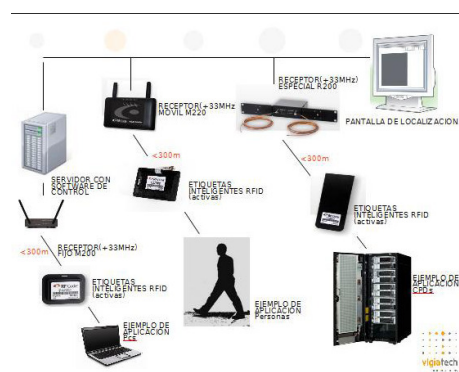 RECEPTOR(+33MHz
MOVIL M220
RECEPTOR(+33MHz)
ESPECIAL R200
PANTALLA DE LOCALIZACION
<300m
<300m
SERVIDOR CON
SOFTWARE DE
CONTROL
ETIQUETAS
INTELIGENTES RFID
(activas)
ETIQUETAS
INTELIGENTES RFID
(activas)
<300m
RECEPTOR(+33MHz)
FIJO M200
ETIQUETAS
INTELIGENTES RFID
(activas)
EJEMPLO DE
APLICACION
Personas
EJEMPLO DE
APLICACION
CPDs
EJEMPLO DE
APLICACION
Pcs
vigiatech